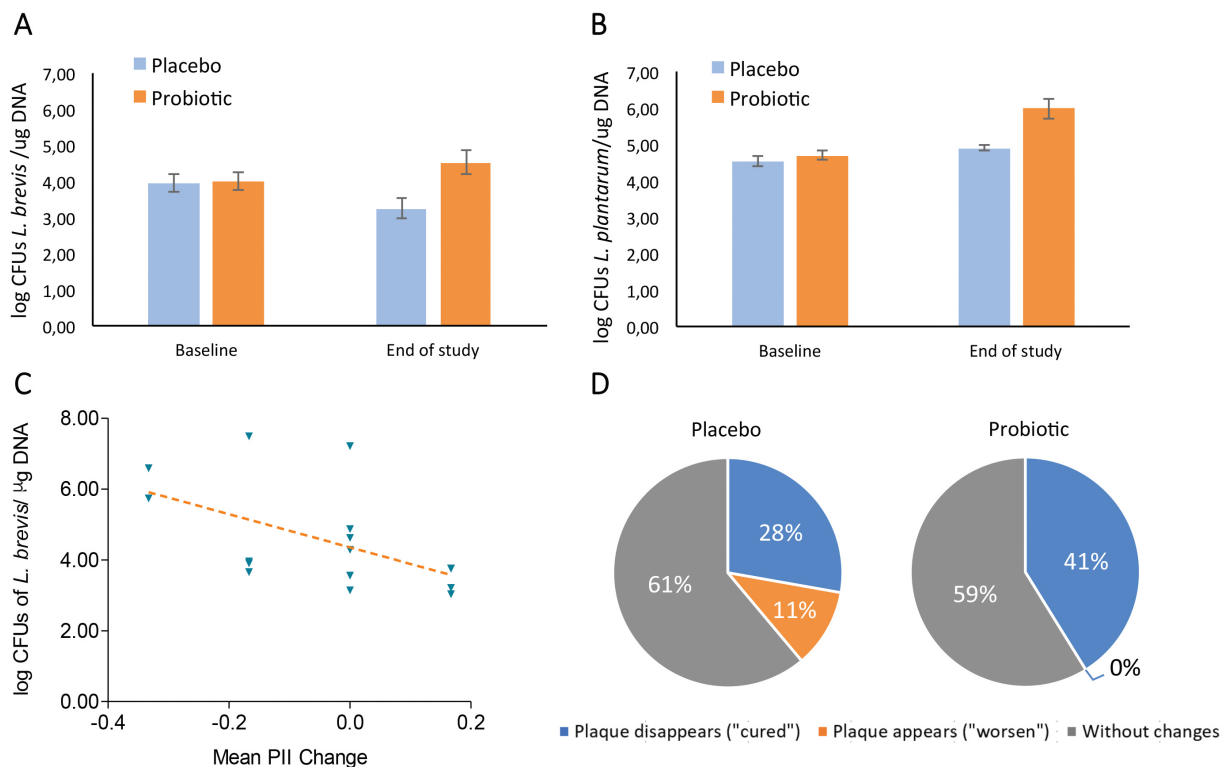 A
Placebo
Probiotic
log CFUs L. brevis /ug DNA
7,00
6,00
5,00
4,00
3,00
2,00
1,00
0,00
Baseline
End of study
B
Placebo
Probiotic
log CFUs L. plantarum/ug DNA
7,00
6,00
5,00
4,00
3,00
2,00
1,00
0,00
Baseline
End of study
C
log CFUs of L. brevis/ µg DNA
8.00
6.00
4.00
2.00
0.00
-0.4
-0.2
0.0
0.2
Mean PII Change
D
Placebo
28%
11%
61%
Probiotic
41%
0%
59%
Plaque disappears ("cured")
Plaque appears ("worsen")
Without changes